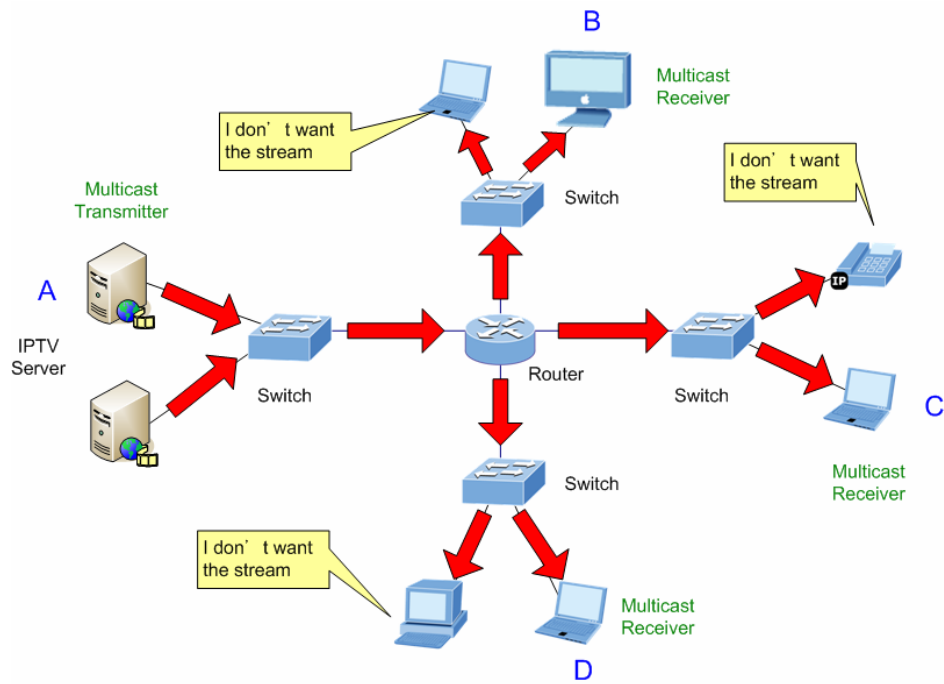 B
Multicast
Receiver
I don’t want
the stream
I don’t want
the stream
Switch
Multicast
Transmitter
A
IP
IPTV
Server
Switch
Router
Switch
C
Multicast
Receiver
Switch
I don’t want
the stream
Multicast
Receiver
D